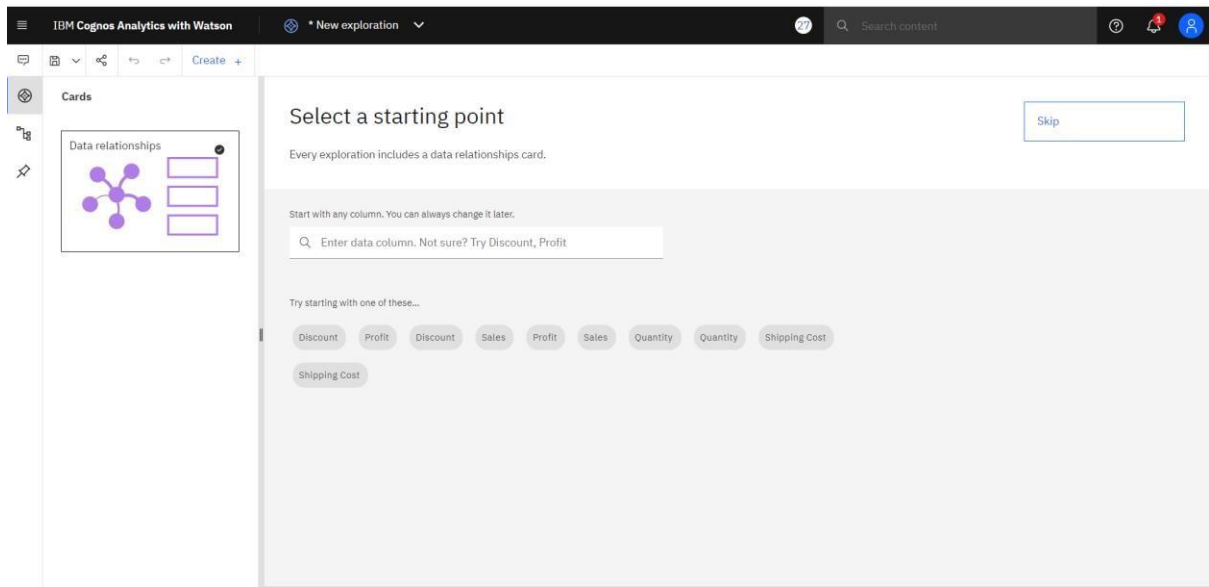 IBM Cognos Analytics with Watson
* New exploration
27
Search content
1
Create +
Cards
Data relationships
Select a starting point
Skip
Every exploration includes a data relationships card.
Start with any column. You can always change it later.
Enter data column. Not sure? Try Discount, Profit
Try starting with one of these...
Discount Profit Discount Sales Profit Sales Quantity Quantity Shipping Cost
Shipping Cost